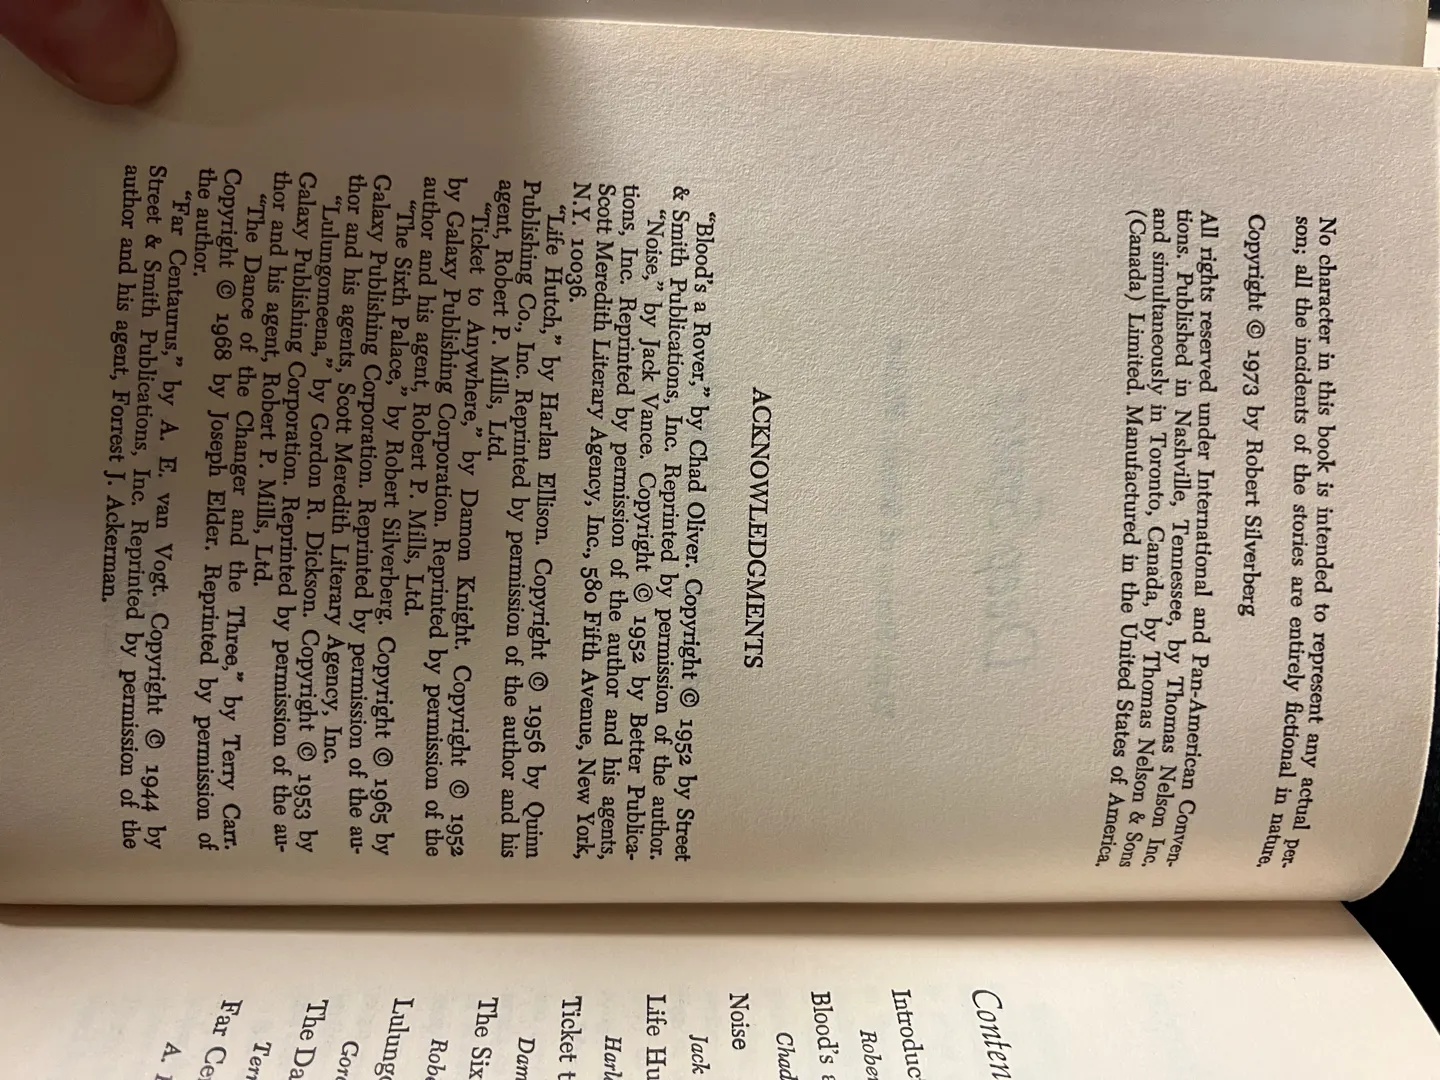 No character in this book is intended to represent any actual per-
son; all the incidents of the stories are entirely fictional in nature.
Copyright © 1973 by Robert Silverberg
All rights reserved under International and Pan-American Conven-
tions. Published in Nashville, Tennessee, by Thomas Nelson Inc.
and simultaneously in Toronto, Canada, by Thomas Nelson & Sons
(Canada) Limited. Manufactured in the United States of America.
ACKNOWLEDGMENTS
“Blood’s a Rover,” by Chad Oliver. Copyright © 1952 by Street
& Smith Publications, Inc. Reprinted by permission of the author.
“Noise,” by Jack Vance. Copyright © 1952 by Better Publica-
tions, Inc. Reprinted by permission of the author and his agents,
Scott Meredith Literary Agency, Inc., 580 Fifth Avenue, New York,
N.Y. 10036.
“Life Hutch,” by Harlan Ellison. Copyright © 1956 by Quinn
Publishing Co., Inc. Reprinted by permission of the author and his
agent, Robert P. Mills, Ltd.
“Ticket to Anywhere,” by Damon Knight. Copyright © 1952
by Galaxy Publishing Corporation. Reprinted by permission of the
author and his agent, Robert P. Mills, Ltd.
“The Sixth Palace,” by Robert Silverberg. Copyright © 1965 by
Galaxy Publishing Corporation. Reprinted by permission of the au-
thor and his agents, Scott Meredith Literary Agency, Inc.
“Lulungomeena,” by Gordon R. Dickson. Copyright © 1953 by
Galaxy Publishing Corporation. Reprinted by permission of the au-
thor and his agent, Robert P. Mills, Ltd.
“The Dance of the Changer and the Three,” by Terry Carr.
Copyright © 1968 by Joseph Elder. Reprinted by permission of
the author.
“Far Centaurus,” by A. E. van Vogt. Copyright © 1944 by
Street & Smith Publications, Inc. Reprinted by permission of the
author and his agent, Forrest J. Ackerman.
Conten
Introduc
Rober
Blood’s a
Chad
Noise
Jack
Life Hu
Harl
Ticket t
Dam
The Six
Robe
Lulungo
Gord
The Da
Terr
Far Ce
A.